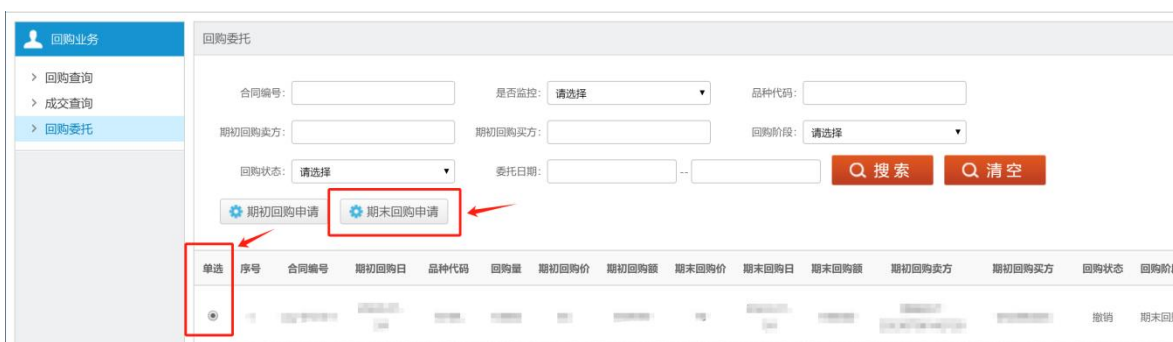 回购业务
回购委托
回购查询
成交查询
回购委托
合同编号:
是否监控: 请选择
品种代码:
期初回购卖方:
期初回购买方:
回购阶段: 请选择
回购状态: 请选择
委托日期: --
搜索
清空
期初回购申请
期末回购申请
单选 序号 合同编号 期初回购日 品种代码 回购量 期初回购价 期初回购额 期末回购价 期末回购日 期末回购额 期初回购卖方 期初回购买方 回购状态 回购阶
撤销 期末回